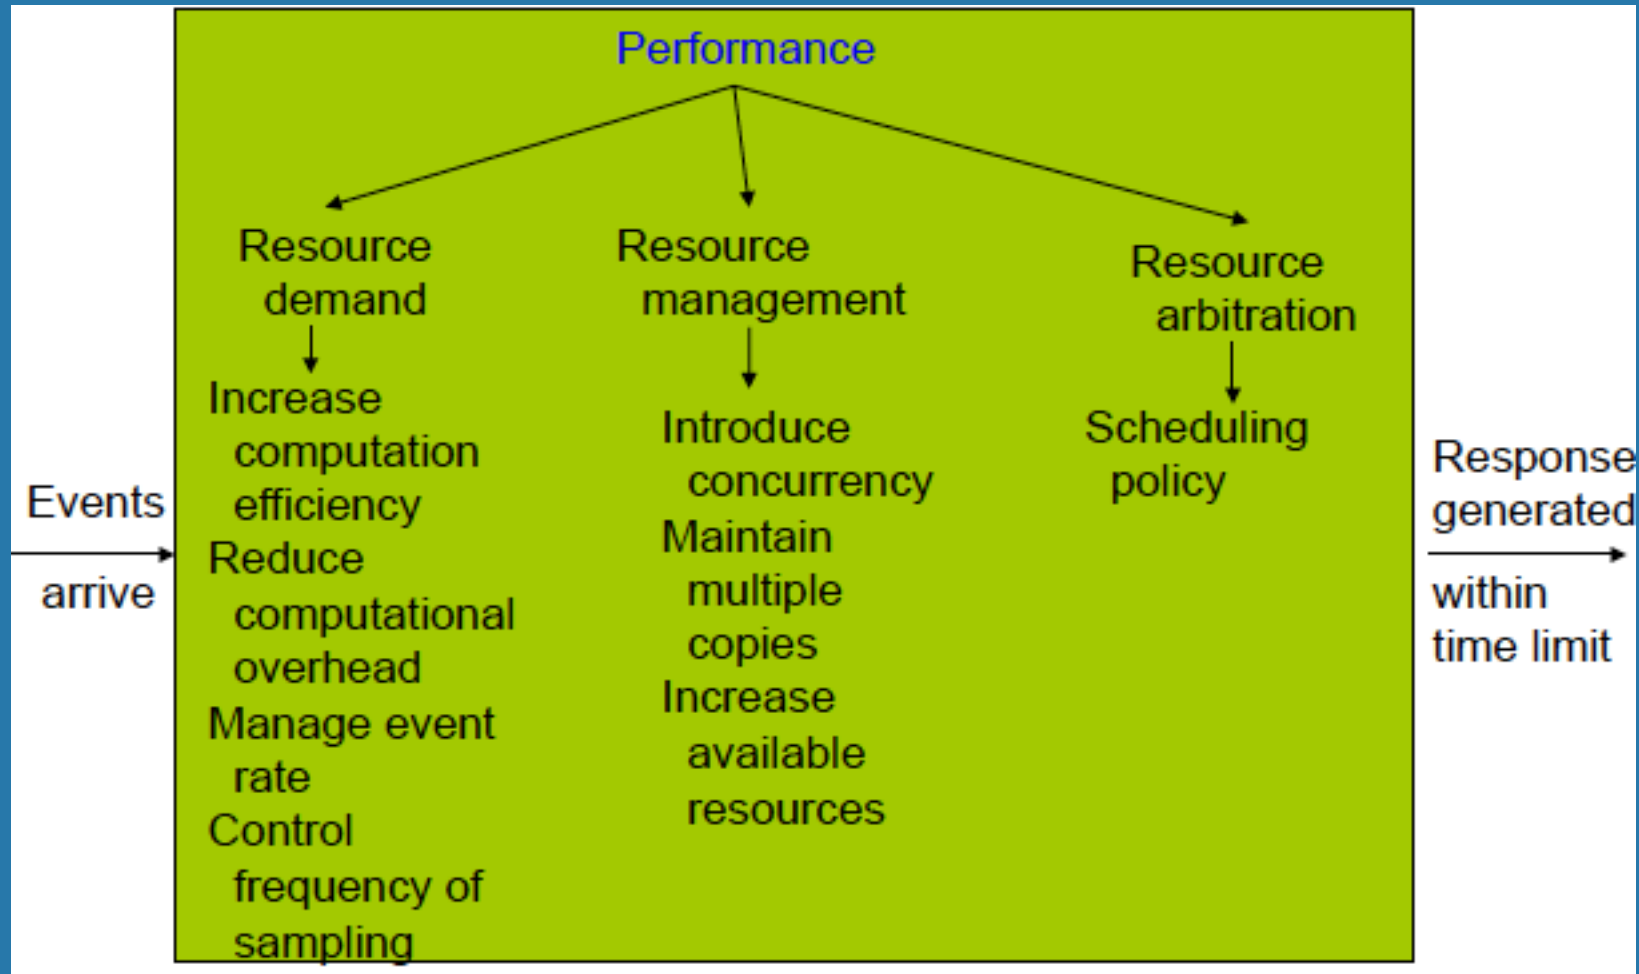 Performance
Events
arrive
Resource
demand
Increase
computation
efficiency
Reduce
computational
overhead
Manage event
rate
Control
frequency of
sampling
Resource
management
Introduce
concurrency
Maintain
multiple
copies
Increase
available
resources
Resource
arbitration
Scheduling
policy
Response
generated
within
time limit